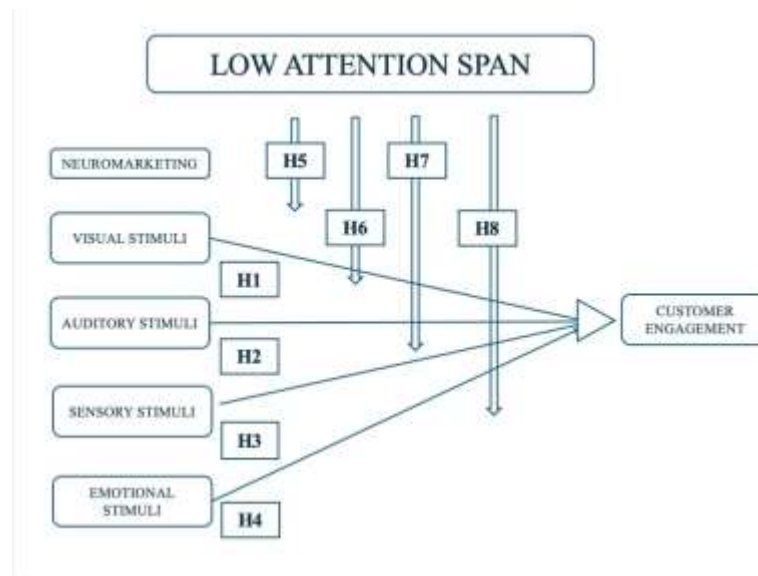 LOW ATTENTION SPAN
H5
H7
NEUROMARKETING
H6
H8
VISUAL STIMULI
H1
AUDITORY STIMULI
CUSTOMER
ENGAGEMENT
H2
SENSORY STIMULI
H3
EMOTIONAL
STIMULI
H4